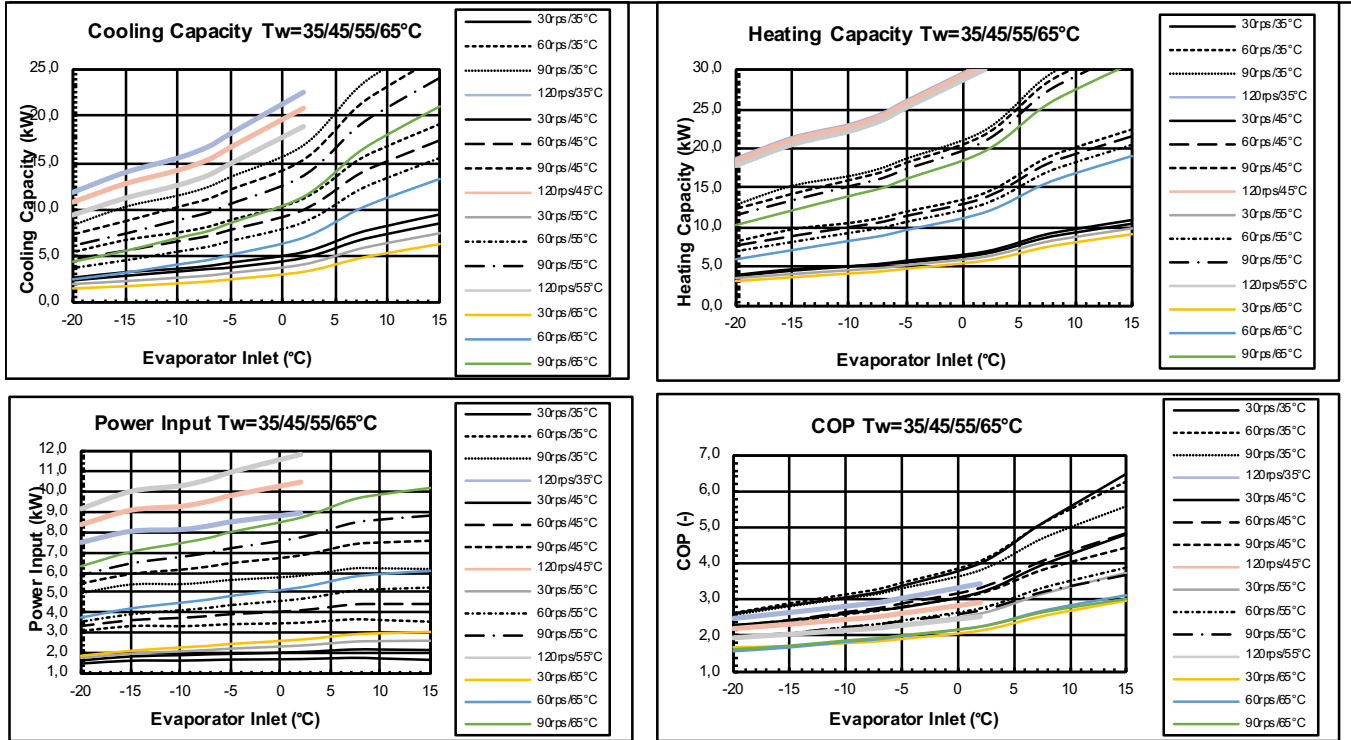 Cooling Capacity Tw=35/45/55/65°C
Cooling Capacity (kW)
25,0
20,0
15,0
10,0
5,0
0,0
-20
-15
-10
-5
0
5
10
15
Evaporator Inlet (°C)
30rps/35°C
60rps/35°C
90rps/35°C
120rps/35°C
30rps/45°C
60rps/45°C
90rps/45°C
120rps/45°C
30rps/55°C
60rps/55°C
90rps/55°C
120rps/55°C
30rps/65°C
60rps/65°C
90rps/65°C
Heating Capacity Tw=35/45/55/65°C
Heating Capacity (kW)
30,0
25,0
20,0
15,0
10,0
5,0
0,0
-20
-15
-10
-5
0
5
10
15
Evaporator Inlet (°C)
30rps/35°C
60rps/35°C
90rps/35°C
120rps/35°C
30rps/45°C
60rps/45°C
90rps/45°C
120rps/45°C
30rps/55°C
60rps/55°C
90rps/55°C
120rps/55°C
30rps/65°C
60rps/65°C
90rps/65°C
Power Input Tw=35/45/55/65°C
Power Input (kW)
12,0
11,0
10,0
9,0
8,0
7,0
6,0
5,0
4,0
3,0
2,0
1,0
-20
-15
-10
-5
0
5
10
15
Evaporator Inlet (°C)
30rps/35°C
60rps/35°C
90rps/35°C
120rps/35°C
30rps/45°C
60rps/45°C
90rps/45°C
120rps/45°C
30rps/55°C
60rps/55°C
90rps/55°C
120rps/55°C
30rps/65°C
60rps/65°C
90rps/65°C
COP Tw=35/45/55/65°C
COP (-)
7,0
6,0
5,0
4,0
3,0
2,0
1,0
-20
-15
-10
-5
0
5
10
15
Evaporator Inlet (°C)
30rps/35°C
60rps/35°C
90rps/35°C
120rps/35°C
30rps/45°C
60rps/45°C
90rps/45°C
120rps/45°C
30rps/55°C
60rps/55°C
90rps/55°C
120rps/55°C
30rps/65°C
60rps/65°C
90rps/65°C